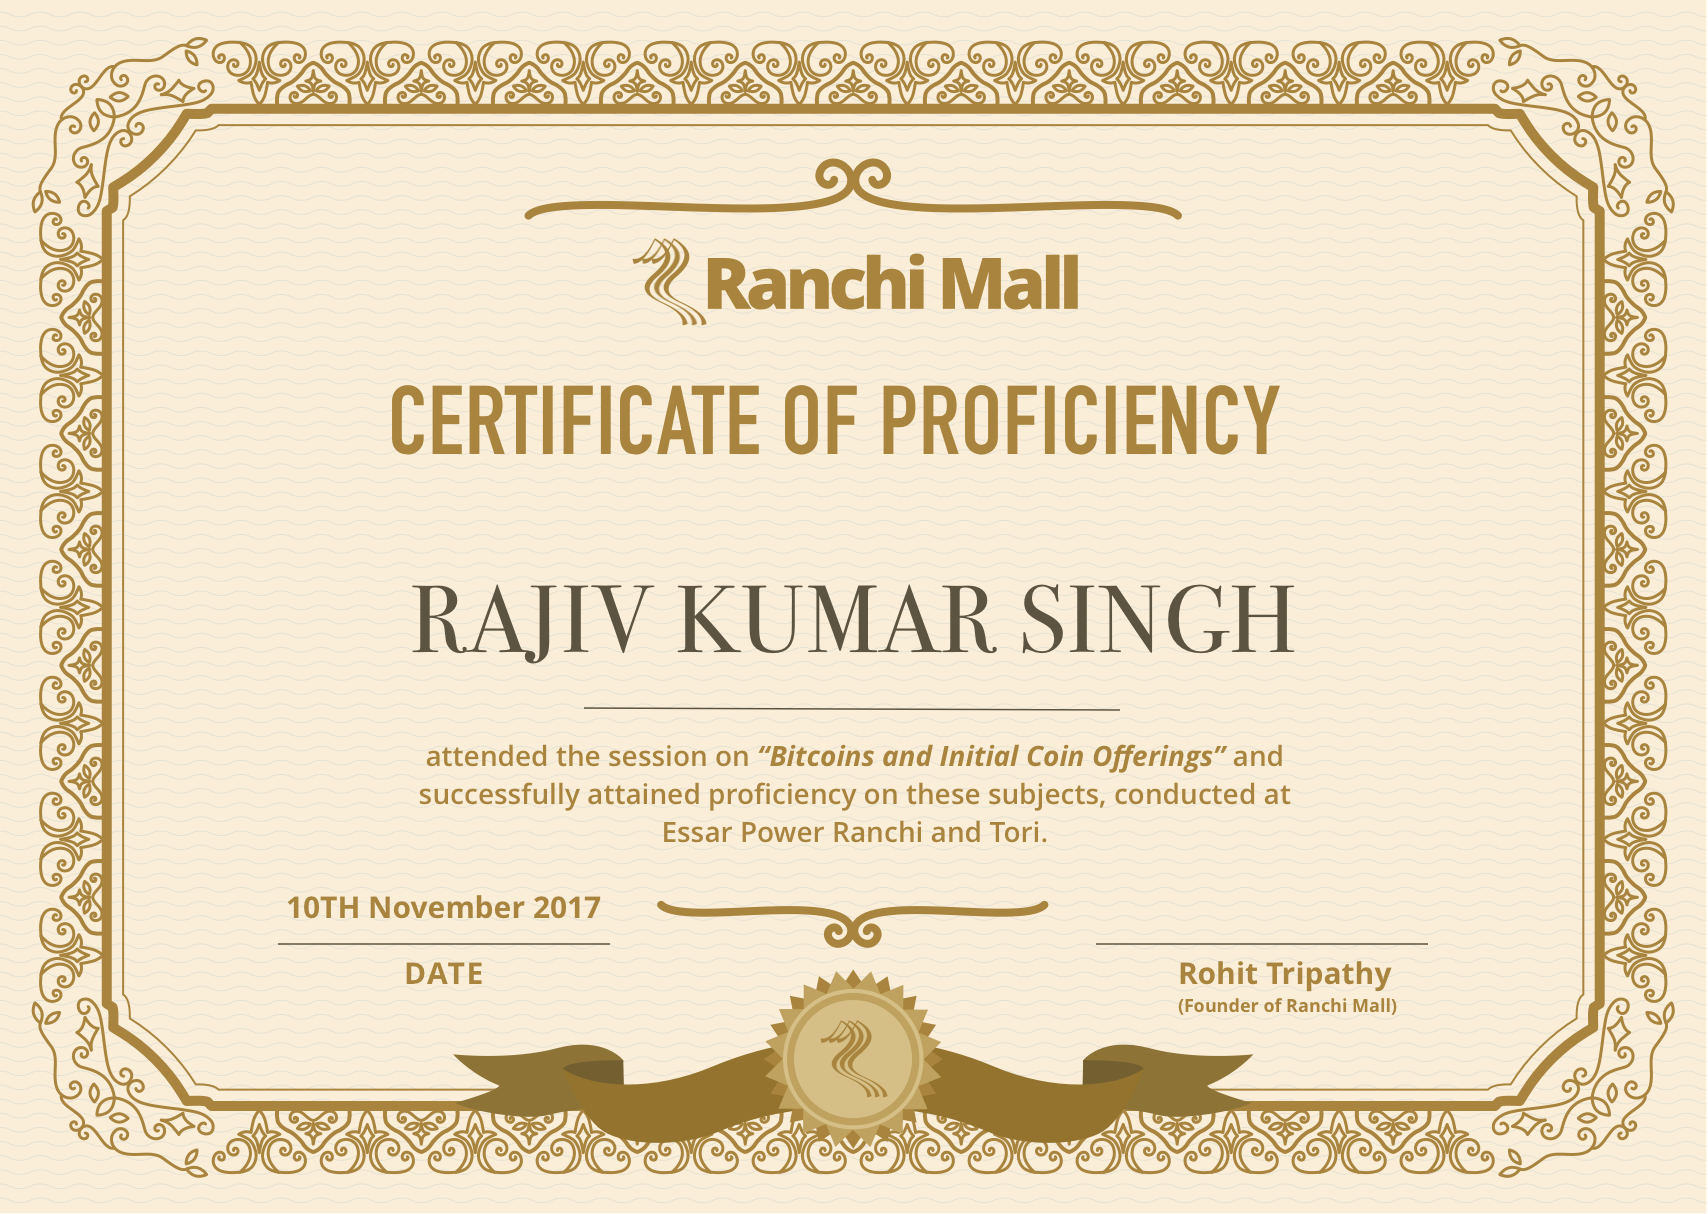 Ranchi Mall
CERTIFICATE OF PROFICIENCY
RAJIV KUMAR SINGH
attended the session on “Bitcoins and Initial Coin Offerings” and
successfully attained proficiency on these subjects, conducted at
Essar Power Ranchi and Tori.
10TH November 2017
DATE
Rohit Tripathy
(Founder of Ranchi Mall)